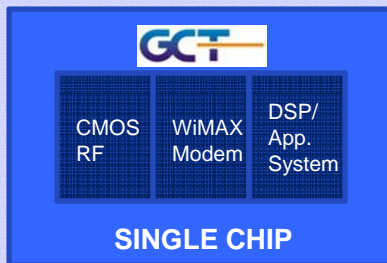 GCT
CMOS
RF
WiMAX
Modem
DSP/
App.
System
SINGLE CHIP